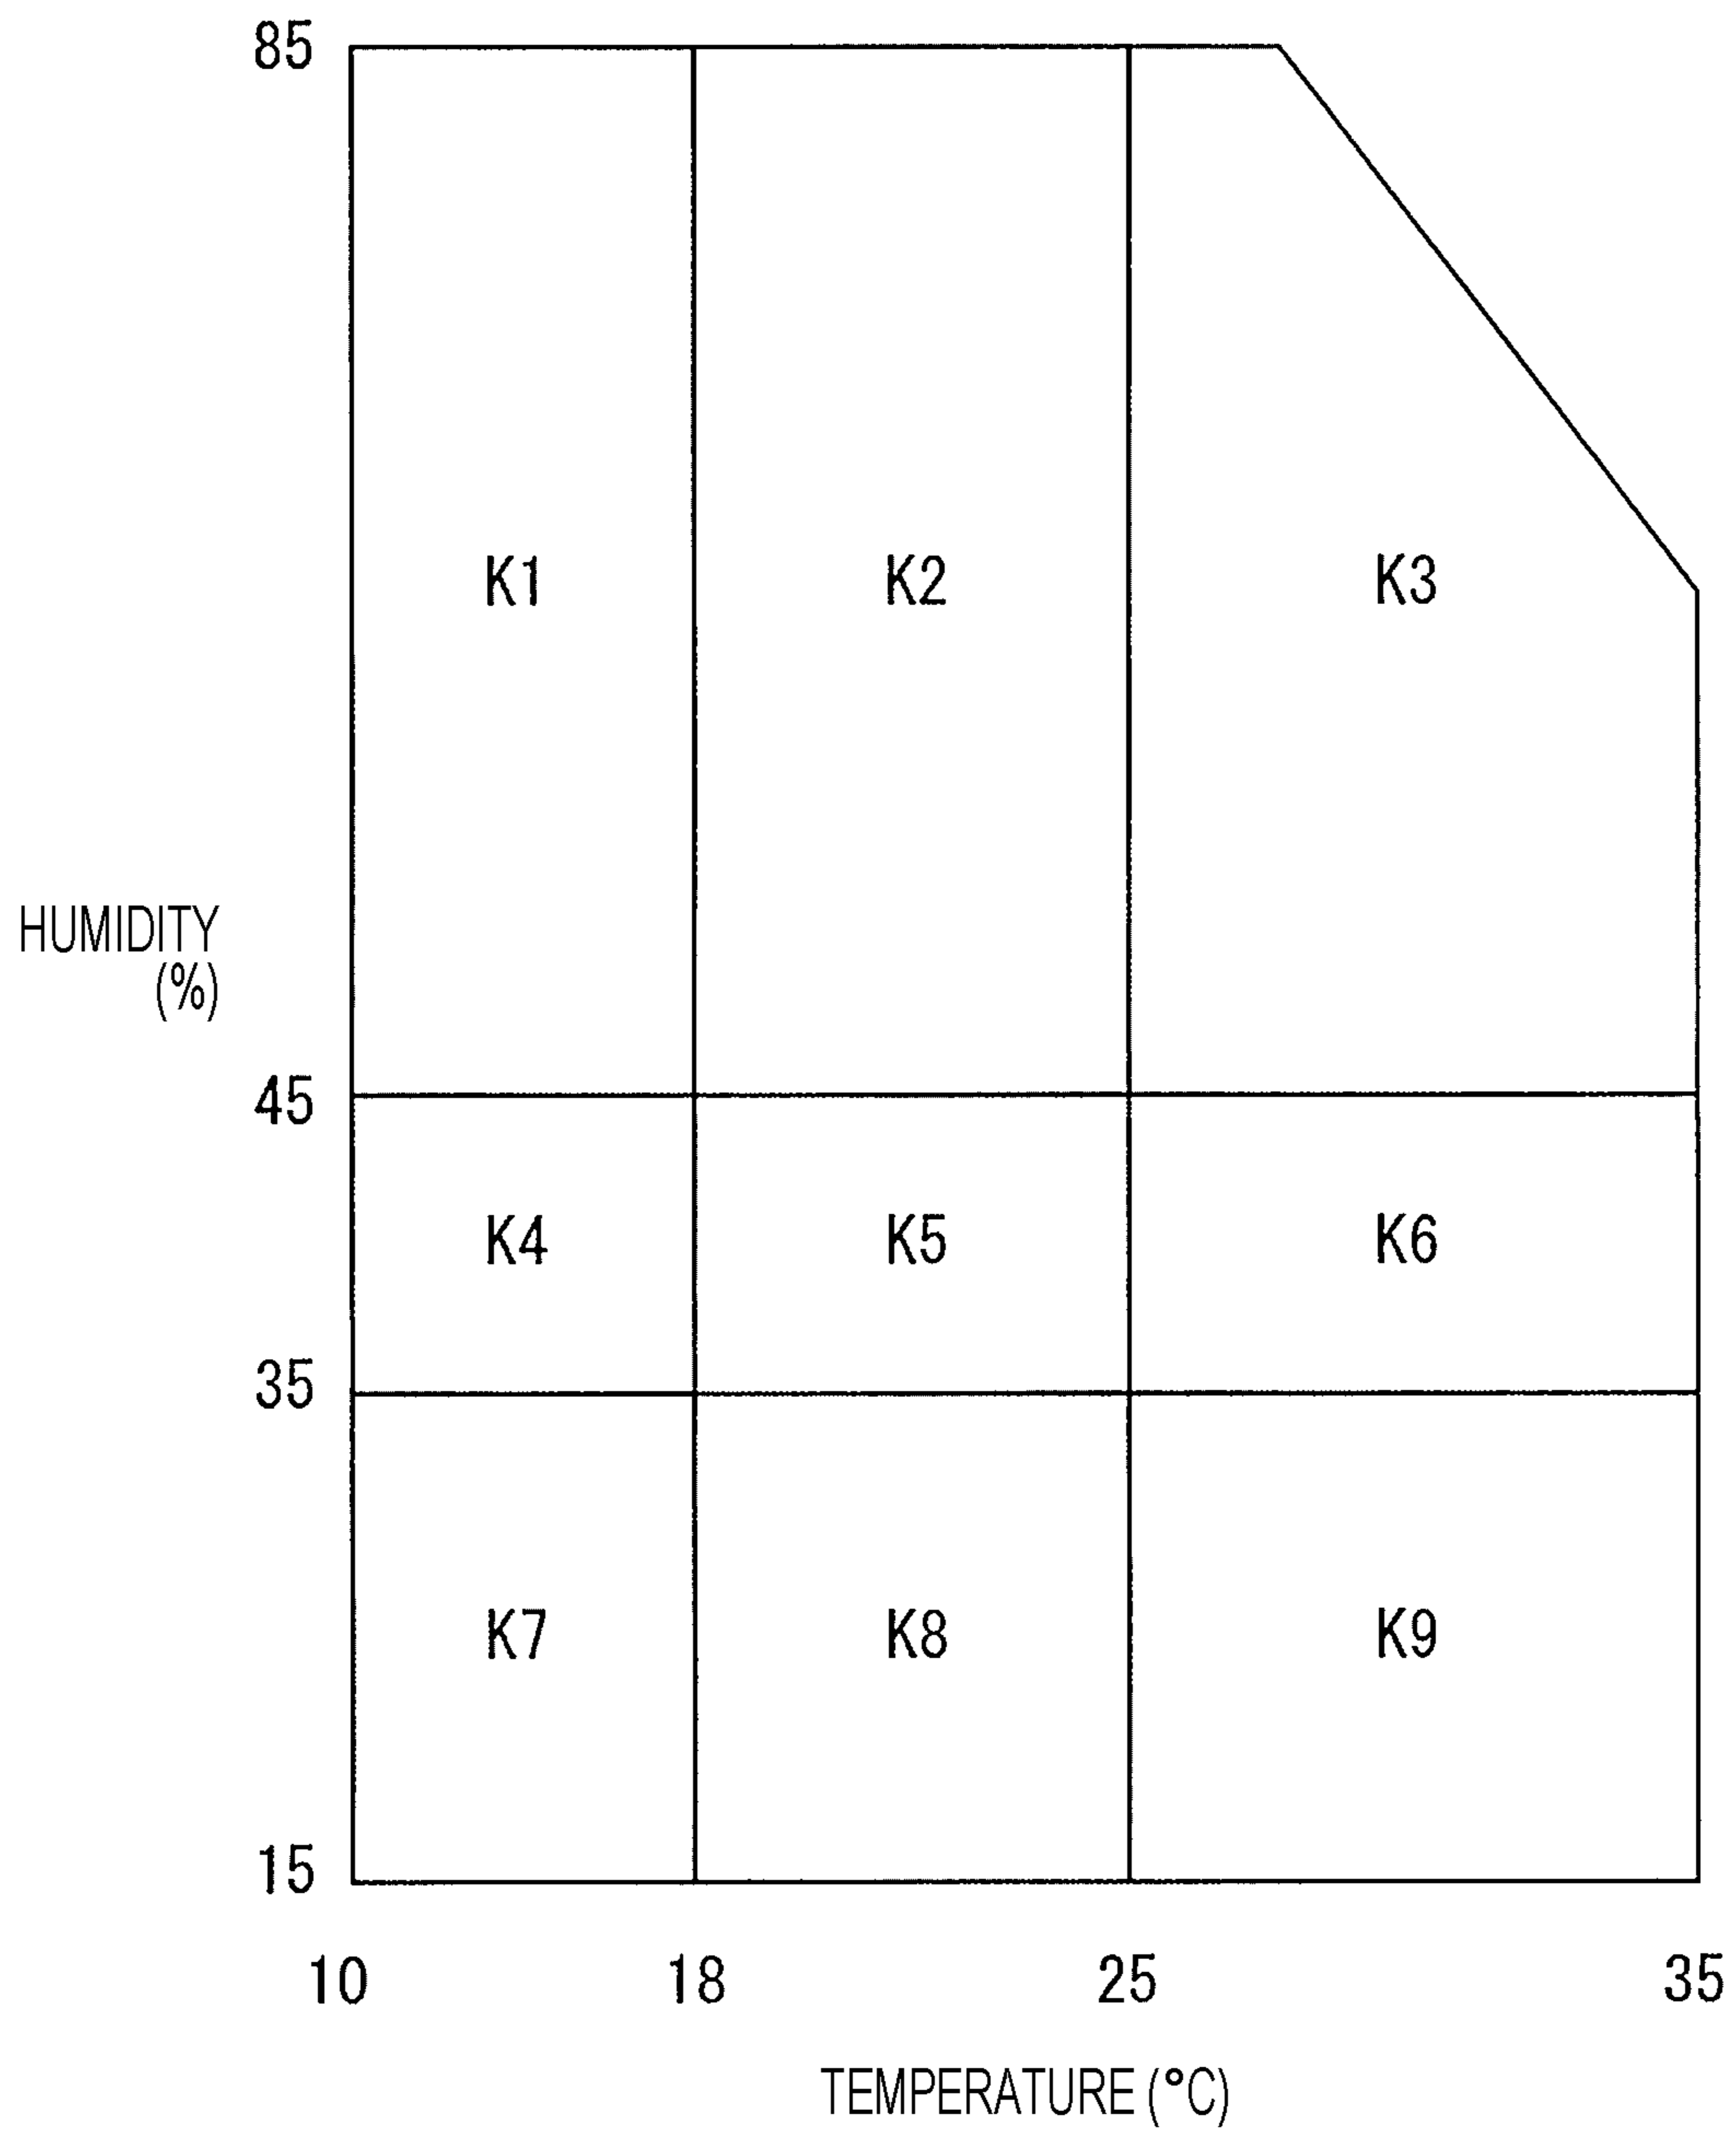 85
K1 K2 K3
HUMIDITY
(%)
45
K4 K5 K6
35
K7 K8 K9
15
10 18 25 35
TEMPERATURE (°C)